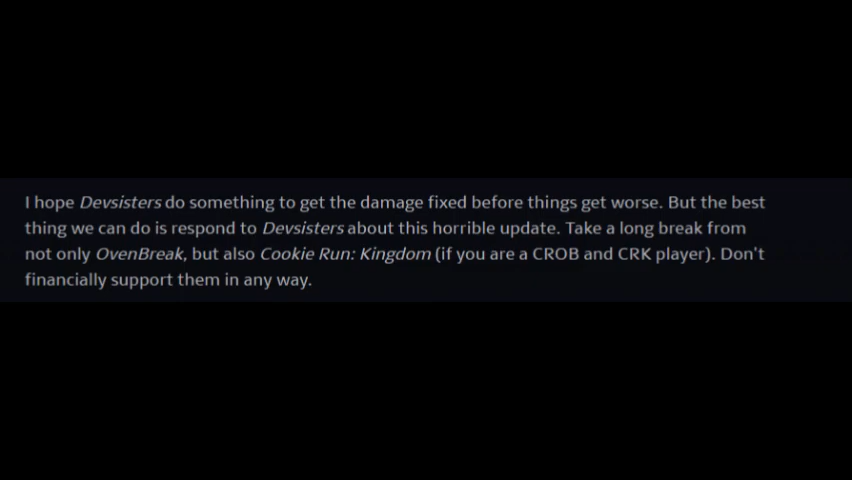 I hope Devsisters do something to get the damage fixed before things get worse. But the best
thing we can do is respond to Devsisters about this horrible update. Take a long break from
not only OvenBreak, but also Cookie Run: Kingdom (if you are a CROB and CRK player). Don't
financially support them in any way.